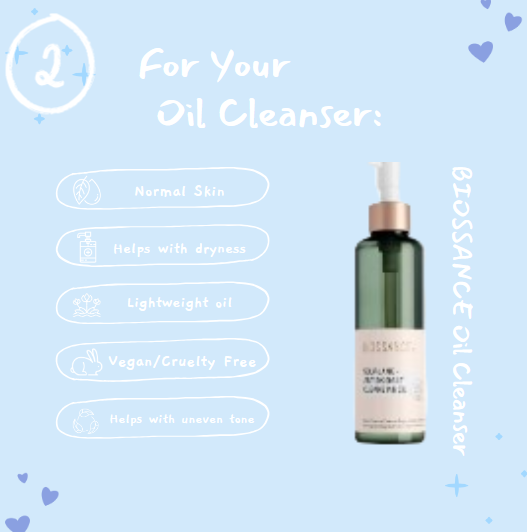 2
For Your
Oil Cleanser:
Normal Skin
Helps with dryness
Lightweight oil
Vegan/Cruelty Free
Helps with uneven tone
BIOSSANCE
BIOSSANCE Oil Cleanser